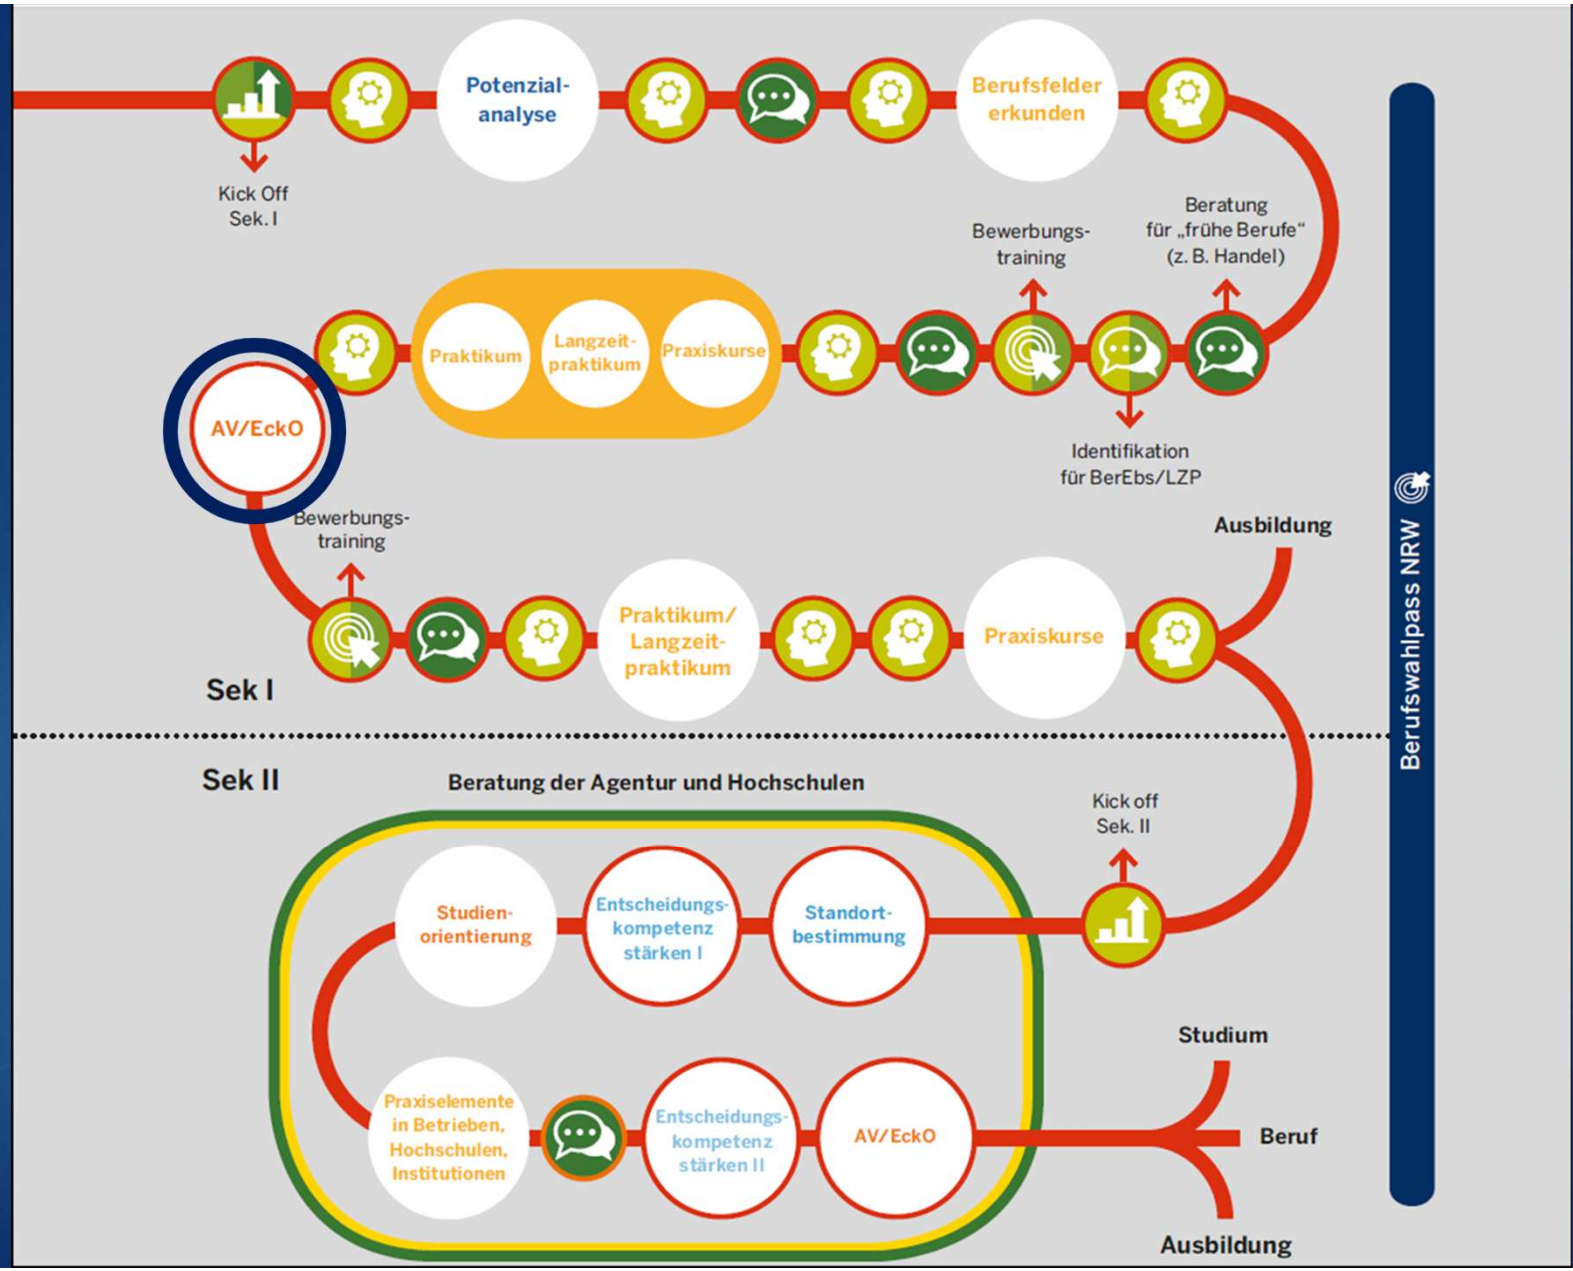 Potenzial-
analyse
Berufsfelder
erkunden
Kick Off
Sek. I
Beratung
für „frühe Berufe“
(z. B. Handel)
Bewerbungs-
training
Praktikum
Langzeit-
praktikum
Praxiskurse
AV/EckO
Identifikation
für BerEbs/LZP
Bewerbungs-
training
Ausbildung
Praktikum/
Langzeit-
praktikum
Praxiskurse
Sek I
Berufswahlpass NRW
Sek II
Beratung der Agentur und Hochschulen
Kick off
Sek. II
Studien-
orientierung
Entscheidungs-
kompetenz
stärken I
Standort-
bestimmung
Studium
Praxiselemente
in Betrieben,
Hochschulen,
Institutionen
Entscheidungs-
kompetenz
stärken II
AV/EckO
Beruf
Ausbildung